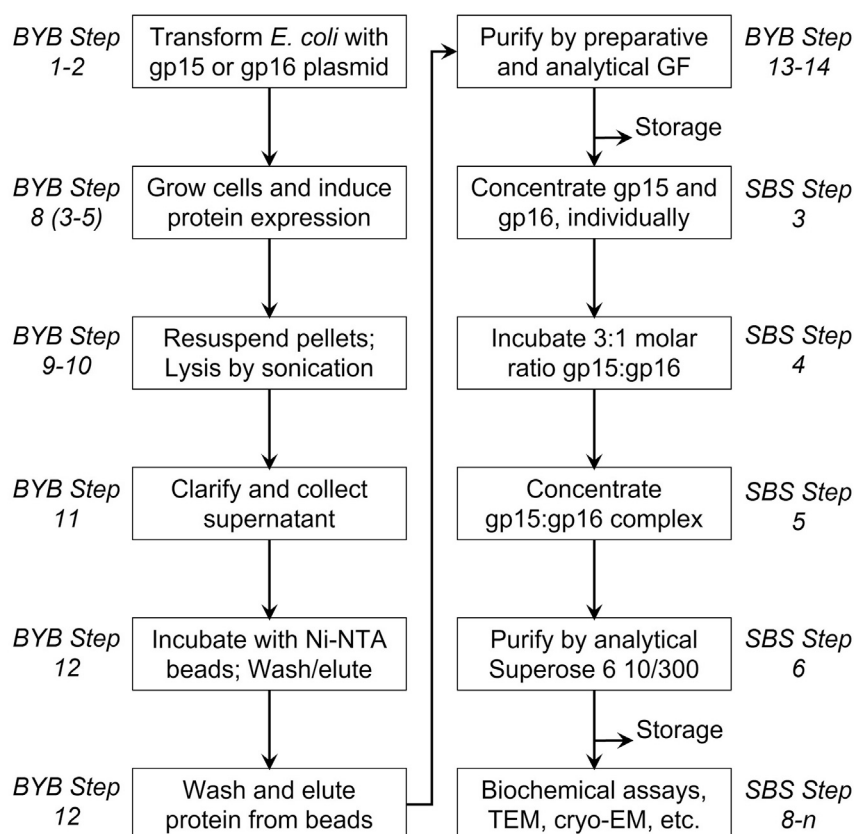 BYB Step
1-2
Transform E. coli with
gp15 or gp16 plasmid
BYB Step
8 (3-5)
Grow cells and induce
protein expression
BYB Step
9-10
Resuspend pellets;
Lysis by sonication
BYB Step
11
Clarify and collect
supernatant
BYB Step
12
Incubate with Ni-NTA
beads; Wash/elute
BYB Step
12
Wash and elute
protein from beads
Purify by preparative
and analytical GF
BYB Step
13-14
Storage
Concentrate gp15 and
gp16, individually
SBS Step
3
Incubate 3:1 molar
ratio gp15:gp16
SBS Step
4
Concentrate
gp15:gp16 complex
SBS Step
5
Purify by analytical
Superose 6 10/300
SBS Step
6
Storage
Biochemical assays,
TEM, cryo-EM, etc.
SBS Step
8-n